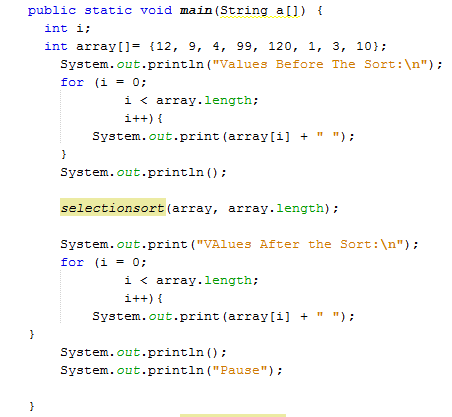 public static void main(String a[]) {
int i;
int array[]= {12, 9, 4, 99, 120, 1, 3, 10};
System.out.println("Values Before The Sort:\n");
for (i = 0;
i < array.length;
i++){
System.out.print(array[i] + " ");
}
System.out.println();
selectionsort(array, array.length);
System.out.print("VAlues After the Sort:\n");
for (i = 0;
i < array.length;
i++){
System.out.print(array[i] + " ");
}
System.out.println();
System.out.println("Pause");
}